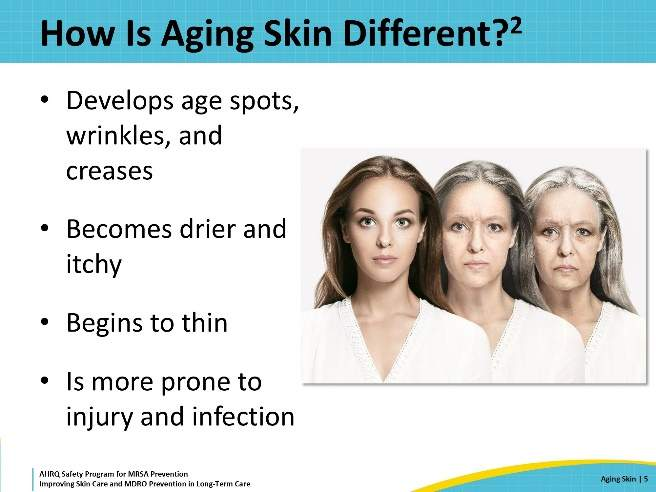 How Is Aging Skin Different?²
• Develops age spots,
wrinkles, and
creases
• Becomes drier and
itchy
• Begins to thin
• Is more prone to
injury and infection
AHRQ Safety Program for MRSA Prevention
Improving Skin Care and MDRO Prevention in Long-Term Care
Aging Skin | 5